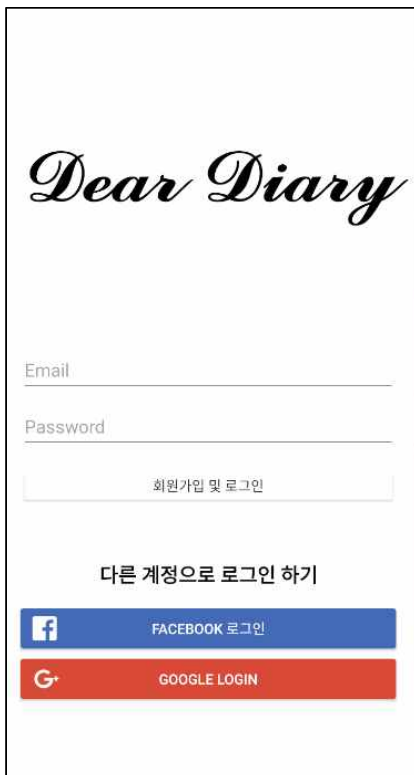 Dear Diary
Email
Password
회원가입 및 로그인
다른 계정으로 로그인 하기
FACEBOOK 로그인
GOOGLE LOGIN